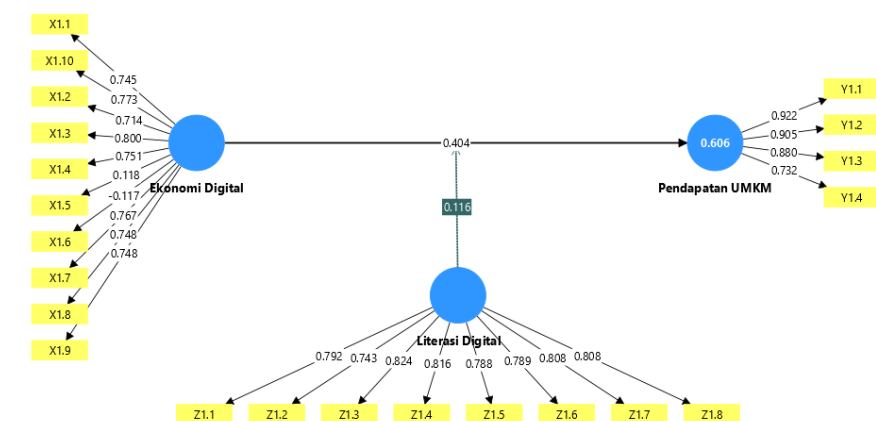 X1.1
X1.10
X1.2
X1.3
X1.4
X1.5
X1.6
X1.7
X1.8
X1.9
0.745
0.773
0.714
0.800
0.751
0.118
-0.117
0.767
0.748
0.748
Ekonomi Digital
0.404
0.116
0.606
Pendapatan UMKM
0.922
0.905
0.880
0.732
Y1.1
Y1.2
Y1.3
Y1.4
Literasi Digital
0.792 0.743 0.824 0.816 0.788 0.789 0.808 0.808
Z1.1 Z1.2 Z1.3 Z1.4 Z1.5 Z1.6 Z1.7 Z1.8